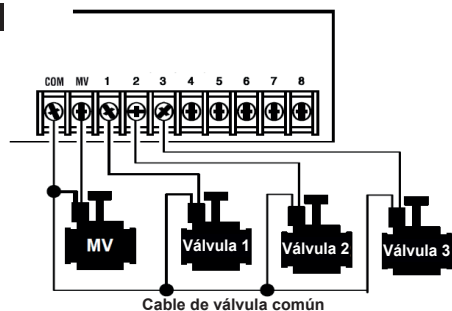 COM MV 1 2 3 4 5 6 7 8
MV
Válvula 1
Válvula 2
Válvula 3
Cable de válvula común